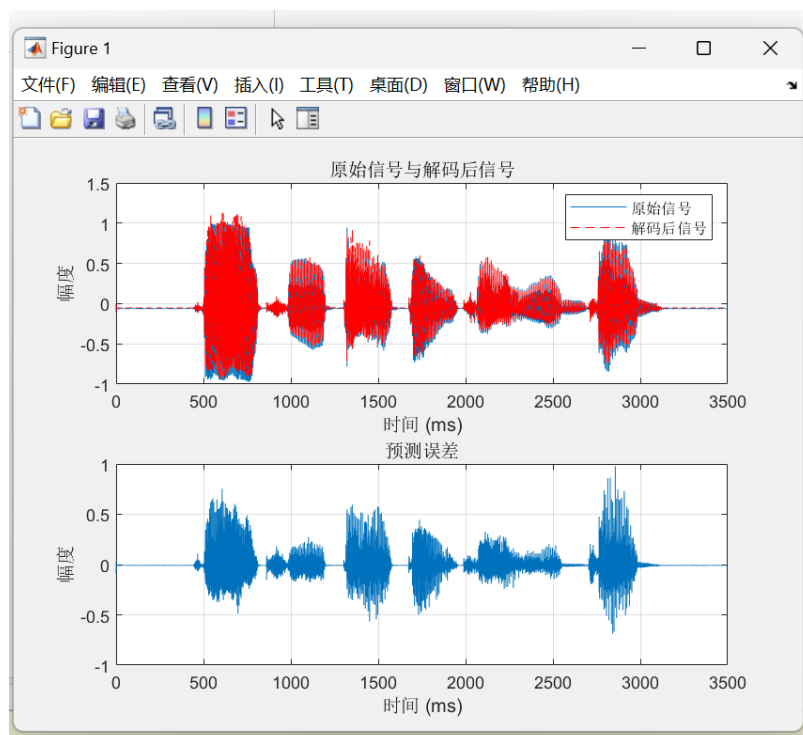 Figure 1
文件(F) 编辑(E) 查看(V) 插入(I) 工具(T) 桌面(D) 窗口(W) 帮助(H)
原始信号与解码后信号
1.5
1
0.5
0
-0.5
-1
幅度
原始信号
解码后信号
0 500 1000 1500 2000 2500 3000 3500
时间 (ms)
预测误差
1
0.5
0
-0.5
-1
幅度
0 500 1000 1500 2000 2500 3000 3500
时间 (ms)